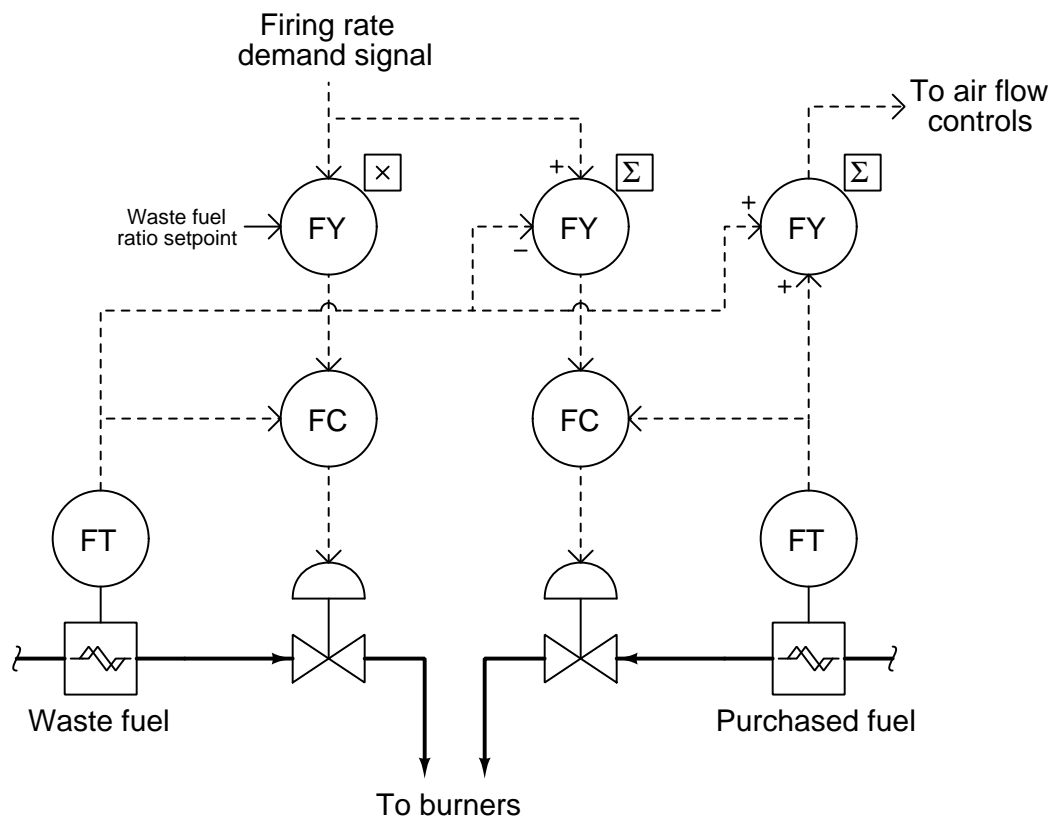 Firing rate
demand signal
To air flow
controls
×
+
Σ
Σ
Waste fuel
ratio setpoint
FY
−
FY
+
FY
+
FC
FC
FT
FT
Waste fuel
Purchased fuel
To burners